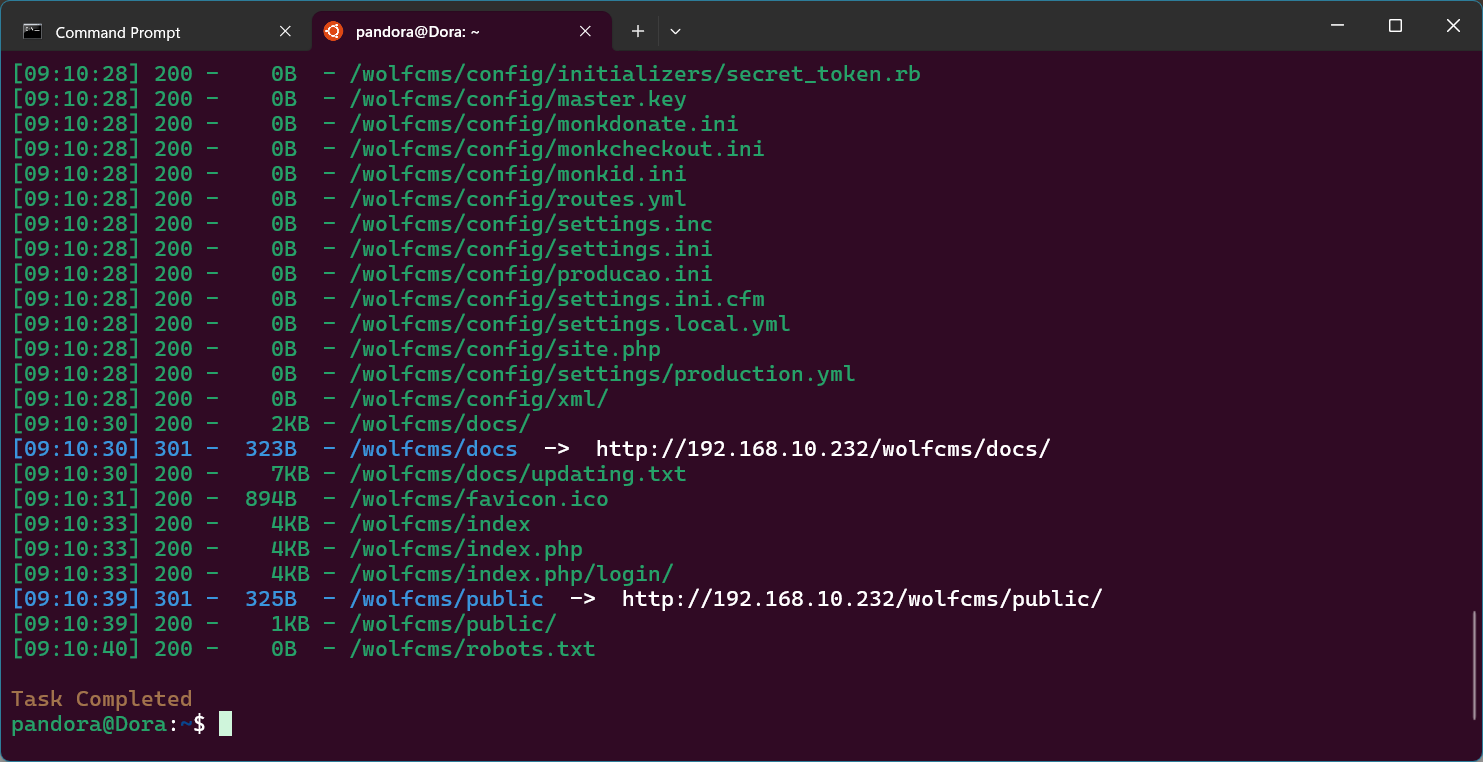 Command Prompt
pandora@Dora: ~
[09:10:28] 200 -    0B  - /wolfcms/config/initializers/secret_token.rb
[09:10:28] 200 -    0B  - /wolfcms/config/master.key
[09:10:28] 200 -    0B  - /wolfcms/config/monkdonate.ini
[09:10:28] 200 -    0B  - /wolfcms/config/monkcheckout.ini
[09:10:28] 200 -    0B  - /wolfcms/config/monkid.ini
[09:10:28] 200 -    0B  - /wolfcms/config/routes.yml
[09:10:28] 200 -    0B  - /wolfcms/config/settings.inc
[09:10:28] 200 -    0B  - /wolfcms/config/settings.ini
[09:10:28] 200 -    0B  - /wolfcms/config/producao.ini
[09:10:28] 200 -    0B  - /wolfcms/config/settings.ini.cfm
[09:10:28] 200 -    0B  - /wolfcms/config/settings.local.yml
[09:10:28] 200 -    0B  - /wolfcms/config/site.php
[09:10:28] 200 -    0B  - /wolfcms/config/settings/production.yml
[09:10:28] 200 -    0B  - /wolfcms/config/xml/
[09:10:30] 200 -    2KB - /wolfcms/docs/
[09:10:30] 301 -  323B  - /wolfcms/docs  ->  http://192.168.10.232/wolfcms/docs/
[09:10:30] 200 -    7KB - /wolfcms/docs/updating.txt
[09:10:31] 200 -  894B  - /wolfcms/favicon.ico
[09:10:33] 200 -    4KB - /wolfcms/index
[09:10:33] 200 -    4KB - /wolfcms/index.php
[09:10:33] 200 -    4KB - /wolfcms/index.php/login/
[09:10:39] 301 -  325B  - /wolfcms/public  ->  http://192.168.10.232/wolfcms/public/
[09:10:39] 200 -    1KB - /wolfcms/public/
[09:10:40] 200 -    0B  - /wolfcms/robots.txt
Task Completed
pandora@Dora:~$